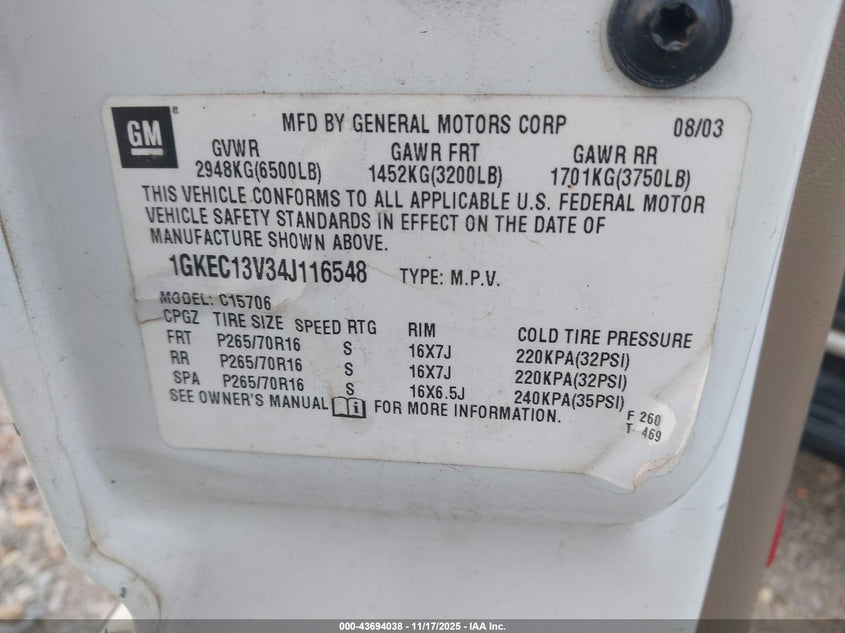 GM ®
MFD BY GENERAL MOTORS CORP 08/03
GVWR GAWR FRT GAWR RR
2948KG(6500LB) 1452KG(3200LB) 1701KG(3750LB)
THIS VEHICLE CONFORMS TO ALL APPLICABLE U.S. FEDERAL MOTOR
VEHICLE SAFETY STANDARDS IN EFFECT ON THE DATE OF
MANUFACTURE SHOWN ABOVE.
1GKEC13V34J116548 TYPE: M.P.V.
MODEL: C15706
CPGZ TIRE SIZE SPEED RTG RIM COLD TIRE PRESSURE
FRT P265/70R16 S 16X7J 220KPA(32PSI)
RR P265/70R16 S 16X7J 220KPA(32PSI)
SPA P265/70R16 S 16X6.5J 240KPA(35PSI)
SEE OWNER'S MANUAL i FOR MORE INFORMATION.
F 260
T 469
000-43694038 | 11/17/2025 - IAA Inc.